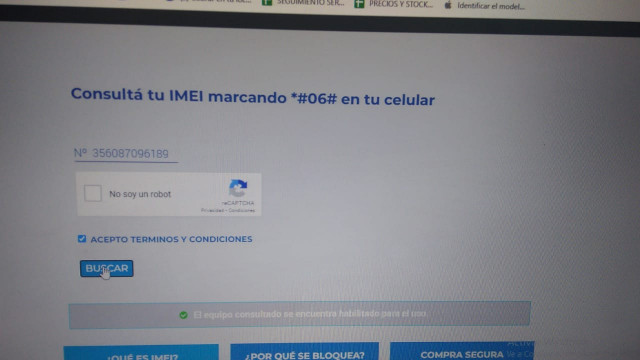 SEGUIMIENTO SER... PRECIOS Y STOCK... Identificar el model...
Consultá tu IMEI marcando *#06# en tu celular
Nº 356087096189
No soy un robot
reCAPTCHA
Privacidad - Condiciones
ACEPTO TERMINOS Y CONDICIONES
BUSCAR
El equipo consultado se encuentra habilitado para el uso.
¿QUÉ ES IMEI? ¿POR QUÉ SE BLOQUEA? COMPRA SEGURA